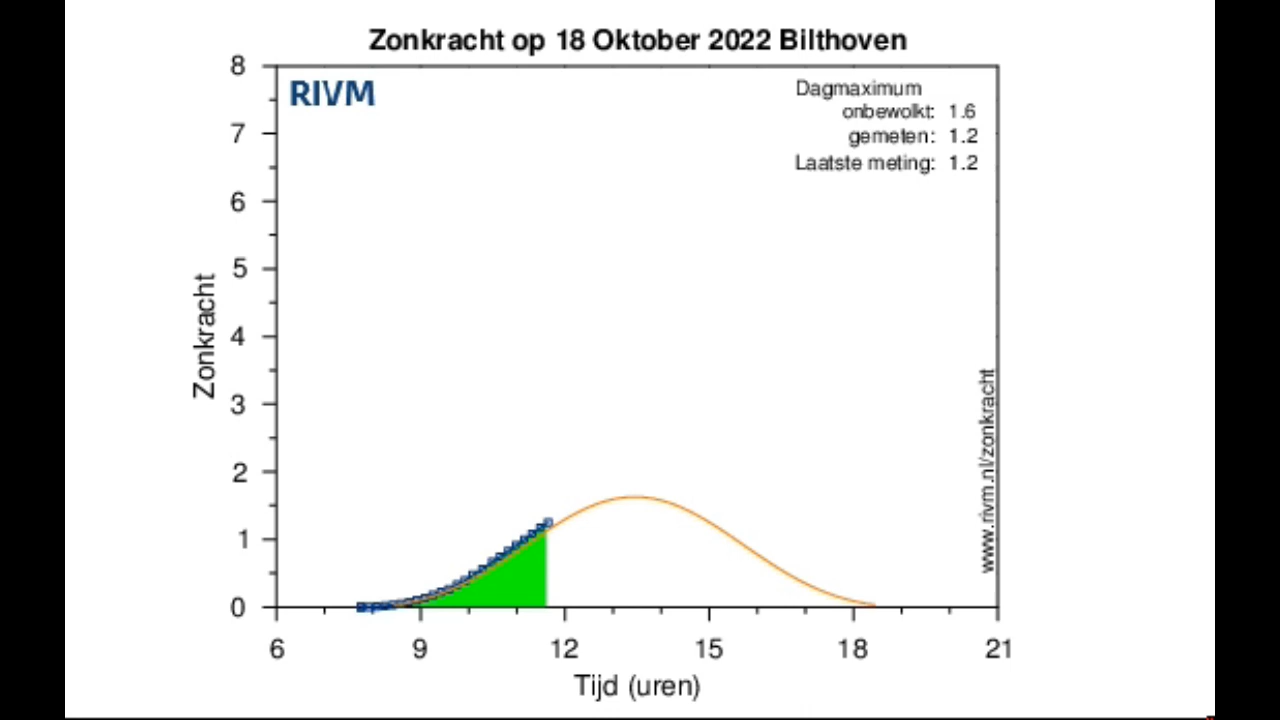 Zonkracht op 18 Oktober 2022 Bilthoven
RIVM
Dagmaximum
onbewolkt: 1.6
gemeten: 1.2
Laatste meting: 1.2
8
7
6
5
4
3
2
1
0
Zonkracht
www.rivm.nl/zonkracht
6 9 12 15 18 21
Tijd (uren)